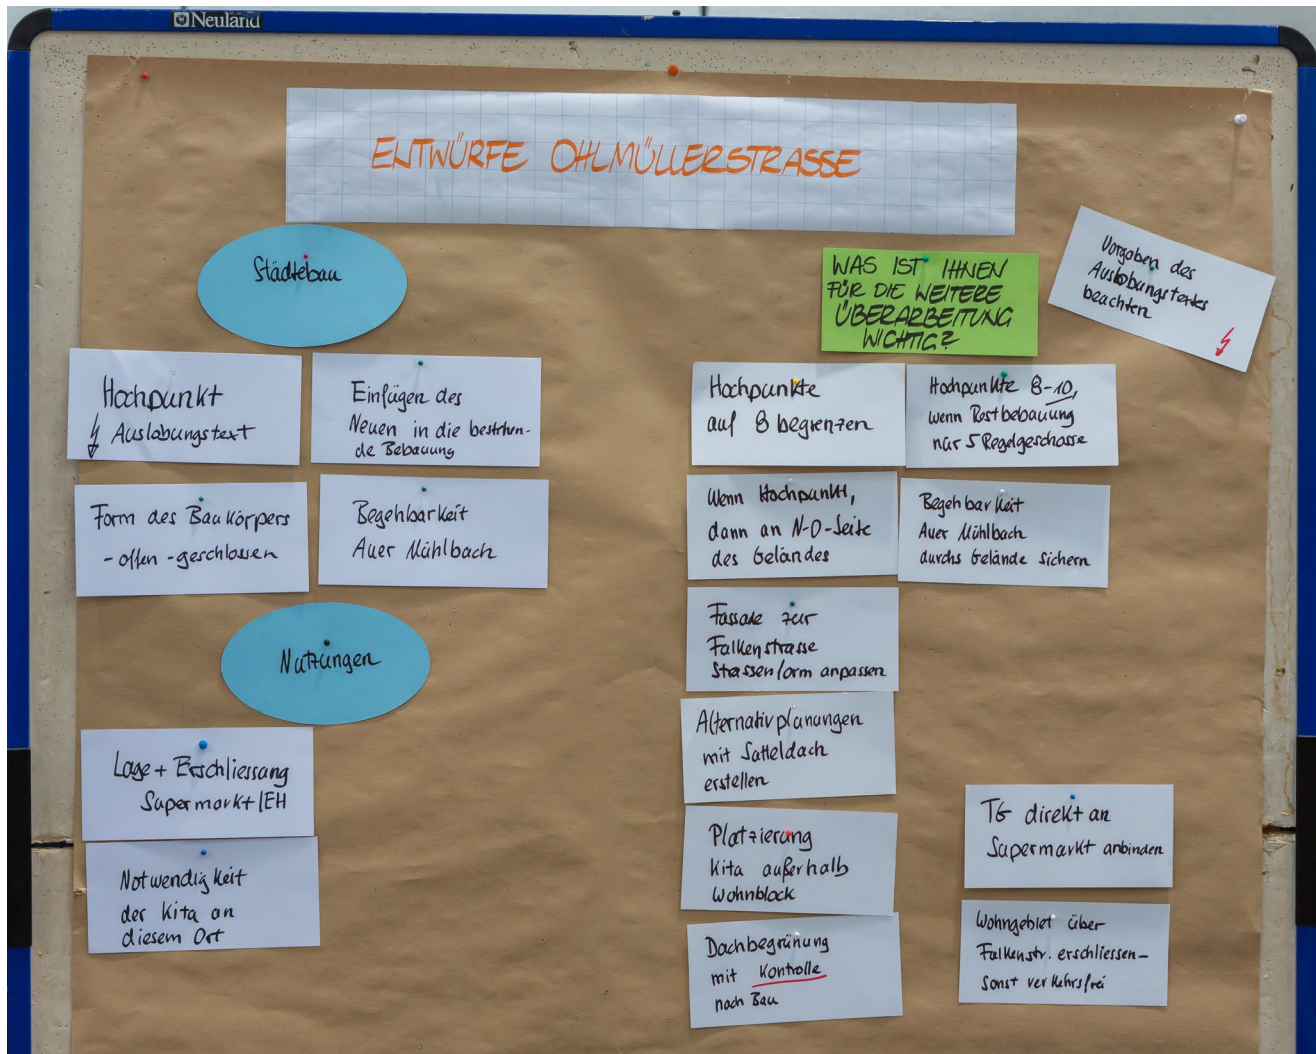 Neuland
ENTWÜRFE OHLMÜLLERSTRASSE
Städtebau
Hochpunkt
Auslobungstext
Einfügen des
Neuen in die bestehen-
de Bebauung
Form des Baukörpers
- offen - geschlossen
Begehbarkeit
Auer Mühlbach
Nutzungen
Lage + Erschliessung
Supermarkt/EH
Notwendigkeit
der Kita an
diesem Ort
WAS IST IHNEN
FÜR DIE WEITERE
ÜBERARBEITUNG
WICHTIG?
Vorgaben des
Auslobungstextes
beachten
Hochpunkte
auf 8 begrenzen
Hochpunkte 8-10,
wenn Restbebauung
nur 5 Regelgeschosse
Wenn Hochpunkt,
dann an N-O-Seite
des Geländes
Begehbarkeit
Auer Mühlbach
durchs Gelände sichern
Fassade zur
Falkenstrasse
Strassenform anpassen
Alternativplanungen
mit Satteldach
erstellen
Platzierung
Kita außerhalb
Wohnblock
Dachbegrünung
mit Kontrolle
nach Bau
TG direkt an
Supermarkt anbinden
Wohngebiet über
Falkenstr. erschliessen-
sonst verkehrsfrei